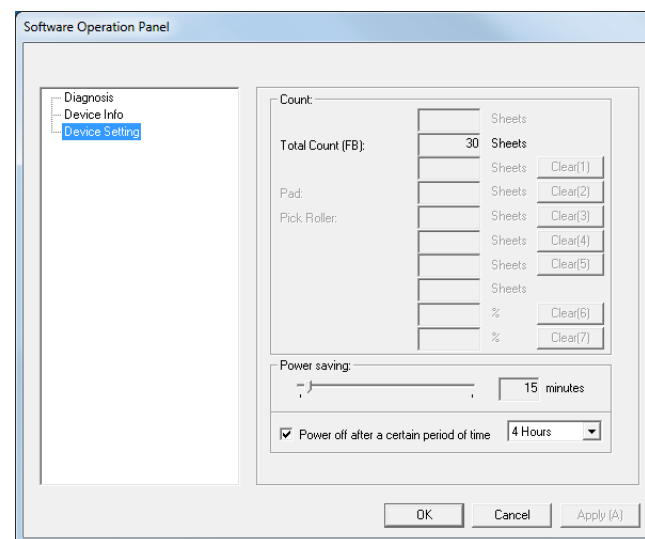 Software Operation Panel
Diagnosis
Device Info
Device Setting
Count:
Sheets
Total Count (FB): 30 Sheets
Sheets Clear(1)
Pad: Sheets Clear(2)
Pick Roller: Sheets Clear(3)
Sheets Clear(4)
Sheets Clear(5)
Sheets
% Clear(6)
% Clear(7)
Power saving:
15 minutes
Power off after a certain period of time 4 Hours
OK Cancel Apply (A)